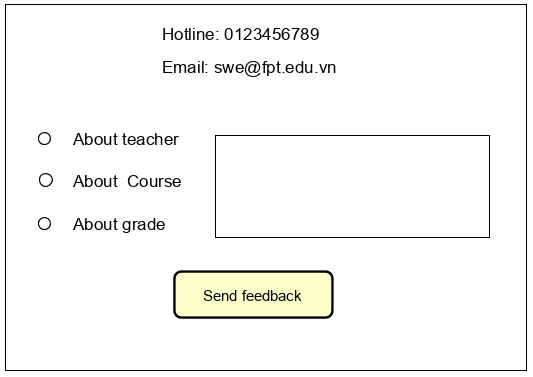 Hotline: 0123456789
Email: swe@fpt.edu.vn
About teacher
About  Course
About grade
Send feedback